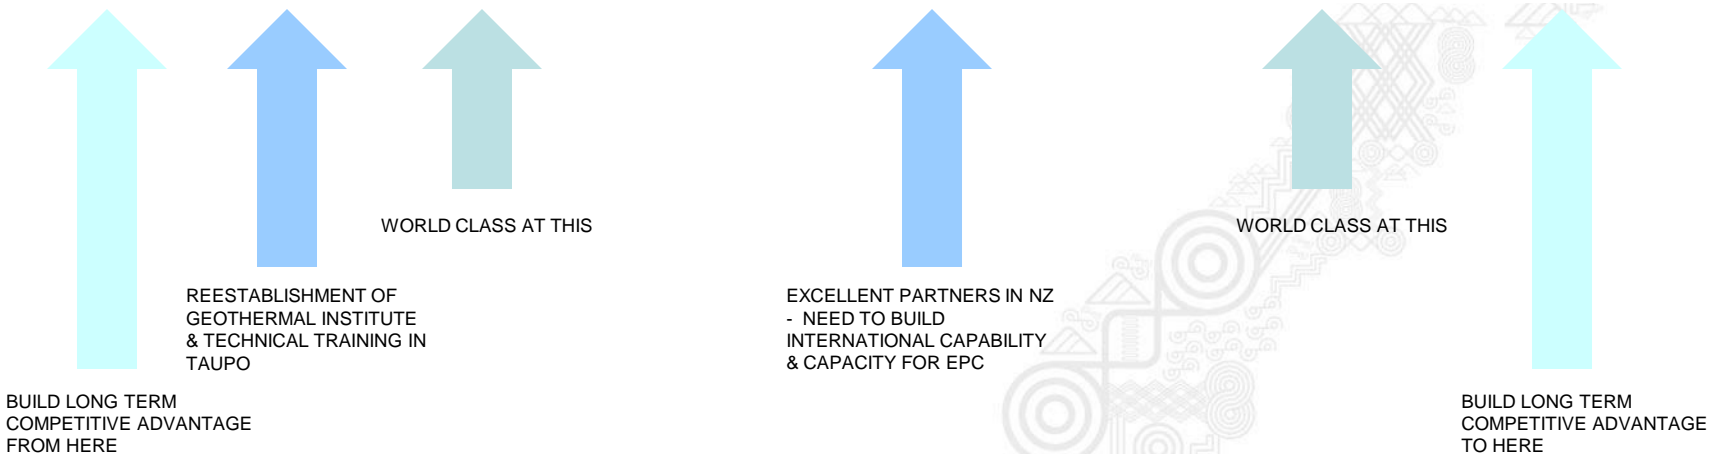 WORLD CLASS AT THIS
WORLD CLASS AT THIS
REESTABLISHMENT OF
GEOTHERMAL INSTITUTE
& TECHNICAL TRAINING IN
TAUPO
EXCELLENT PARTNERS IN NZ
- NEED TO BUILD
INTERNATIONAL CAPABILITY
& CAPACITY FOR EPC
BUILD LONG TERM
COMPETITIVE ADVANTAGE
FROM HERE
BUILD LONG TERM
COMPETITIVE ADVANTAGE
TO HERE